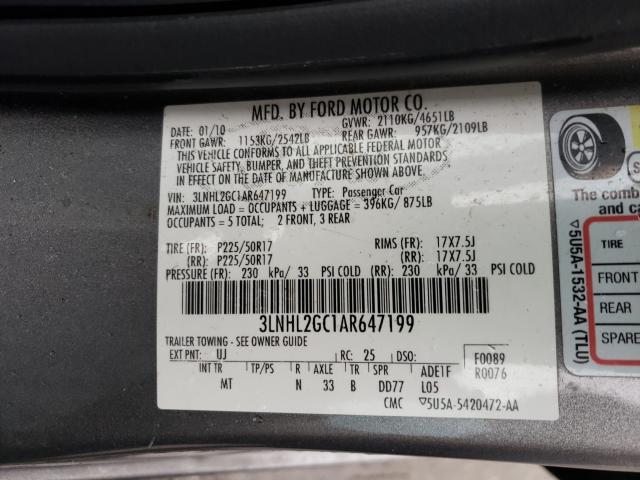 MFD. BY FORD MOTOR CO.
DATE: 01/10 GVWR: 2110KG/4651LB
FRONT GAWR: 1153KG/2542LB REAR GAWR: 957KG/2109LB
THIS VEHICLE CONFORMS TO ALL APPLICABLE FEDERAL MOTOR
VEHICLE SAFETY, BUMPER, AND THEFT PREVENTION STANDARDS
IN EFFECT ON THE DATE OF MANUFACTURE SHOWN ABOVE.
VIN: 3LNHL2GC1AR647199 TYPE: Passenger Car
MAXIMUM LOAD = OCCUPANTS + LUGGAGE = 396KG/ 875LB
OCCUPANTS = 5 TOTAL; 2 FRONT, 3 REAR
TIRE (FR): P225/50R17 RIMS (FR): 17X7.5J
(RR): P225/50R17 (RR): 17X7.5J
PRESSURE (FR): 230 kPa/ 33 PSI COLD (RR): 230 kPa/ 33 PSI COLD
3LNHL2GC1AR647199
TRAILER TOWING - SEE OWNER GUIDE
EXT PNT: UJ RC: 25 DSO: F0089
INT TR TP/PS R AXLE TR SPR ADE1F R0076
MT N 33 B DD77 L05
CMC ▽5U5A-5420472-AA
The comb
and ca
TIRE
FRONT
REAR
SPARE
▽5U5A-1532-AA (TLU)